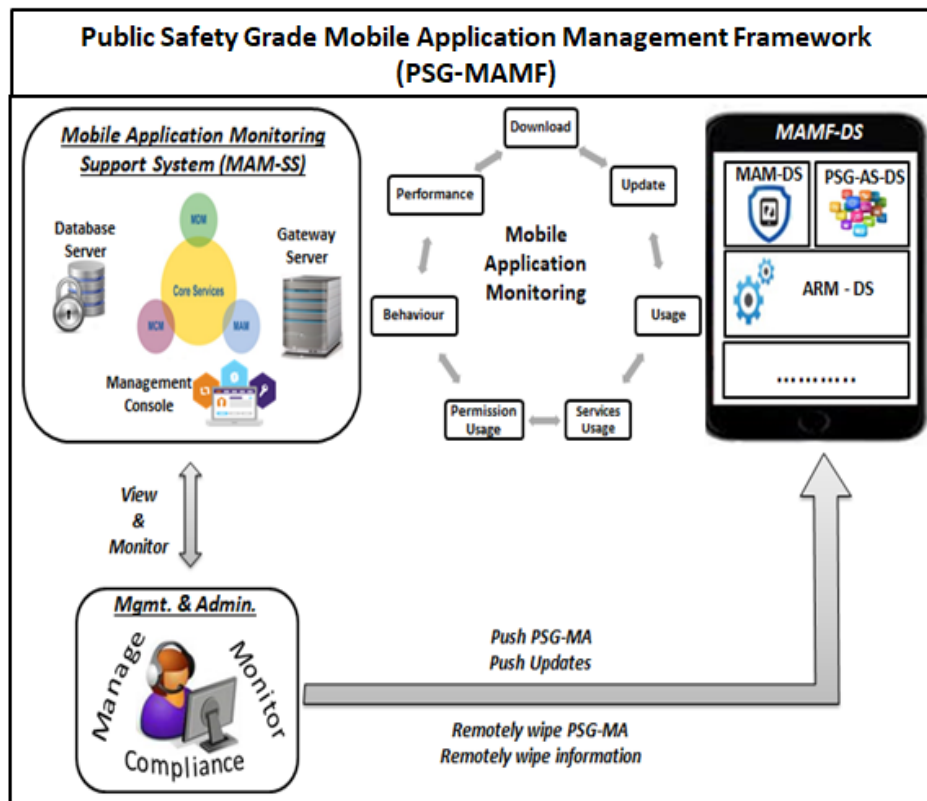 Public Safety Grade Mobile Application Management Framework
(PSG-MAMF)
Mobile Application Monitoring
Support System (MAM-SS)
Database
Server
MDM
Gateway
Server
Core Services
MCM
MAM
Management
Console
Download
Performance
Update
Mobile
Application
Monitoring
Behaviour
Usage
Permission
Usage
Services
Usage
MAMF-DS
MAM-DS
PSG-AS-DS
ARM - DS
………..
View
&
Monitor
Mgmt. & Admin.
Manage
Monitor
Compliance
Push PSG-MA
Push Updates
Remotely wipe PSG-MA
Remotely wipe information